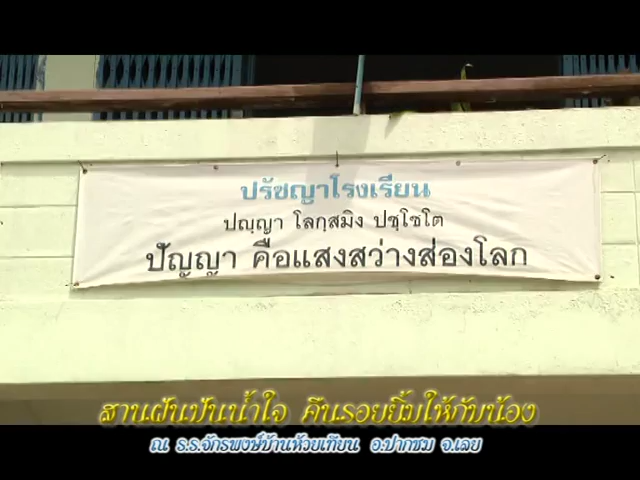 ปรัชญาโรงเรียน
ปญฺญา โลกฺสมิง ปชฺโชโต
ปัญญา คือแสงสว่างส่องโลก
สานฝันปันน้ำใจ คืนรอยยิ้มให้กับน้อง
ณ ร.ร.จักรพงษ์บ้านห้วยเทียน อ.ปากชม จ.เลย